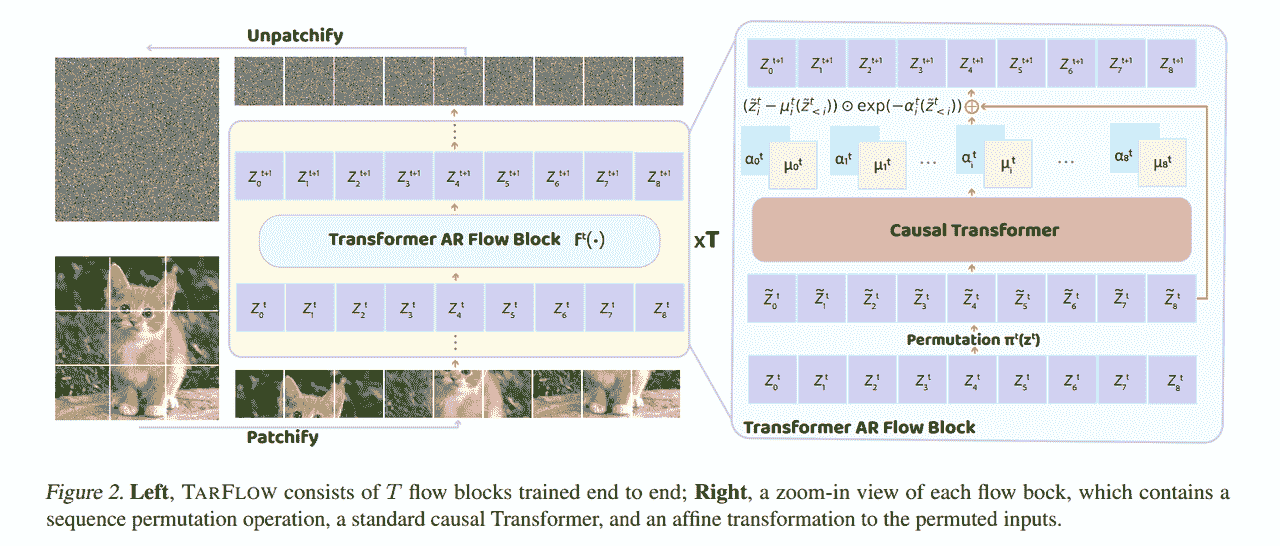 Unpatchify
Z₀ᵗ⁺¹ Z₁ᵗ⁺¹ Z₂ᵗ⁺¹ Z₃ᵗ⁺¹ Z₄ᵗ⁺¹ Z₅ᵗ⁺¹ Z₆ᵗ⁺¹ Z₇ᵗ⁺¹ Z₈ᵗ⁺¹
Transformer AR Flow Block Fᵗ(·)
Z₀ᵗ Z₁ᵗ Z₂ᵗ Z₃ᵗ Z₄ᵗ Z₅ᵗ Z₆ᵗ Z₇ᵗ Z₈ᵗ
Patchify
xT
Z₀ᵗ⁺¹ Z₁ᵗ⁺¹ Z₂ᵗ⁺¹ Z₃ᵗ⁺¹ Z₄ᵗ⁺¹ Z₅ᵗ⁺¹ Z₆ᵗ⁺¹ Z₇ᵗ⁺¹ Z₈ᵗ⁺¹
(z̃ᵢᵗ − μᵢᵗ(z̃ᵗ<ᵢ)) ⊙ exp(−αᵢᵗ(z̃ᵗ<ᵢ)) ⊕
α₀ᵗ μ₀ᵗ α₁ᵗ μ₁ᵗ ... αᵢᵗ μᵢᵗ ... α₈ᵗ μ₈ᵗ
Causal Transformer
Z̃₀ᵗ Z̃₁ᵗ Z̃₂ᵗ Z̃₃ᵗ Z̃₄ᵗ Z̃₅ᵗ Z̃₆ᵗ Z̃₇ᵗ Z̃₈ᵗ
Permutation πᵗ(zᵗ)
Z₀ᵗ Z₁ᵗ Z₂ᵗ Z₃ᵗ Z₄ᵗ Z₅ᵗ Z₆ᵗ Z₇ᵗ Z₈ᵗ
Transformer AR Flow Block
Figure 2. Left, TARFLOW consists of T flow blocks trained end to end; Right, a zoom-in view of each flow bock, which contains a
sequence permutation operation, a standard causal Transformer, and an affine transformation to the permuted inputs.